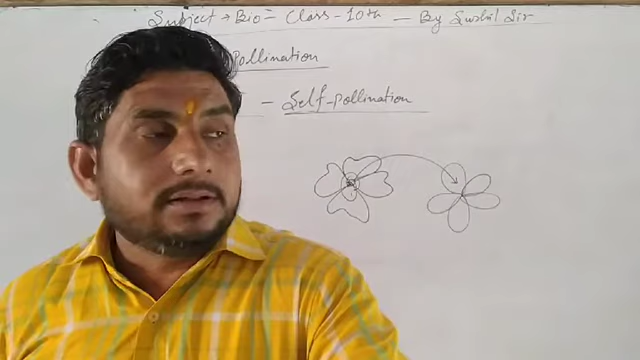 Subject → Bio - Class - 10th - By Sushil Sir
Pollination
- Self-pollination